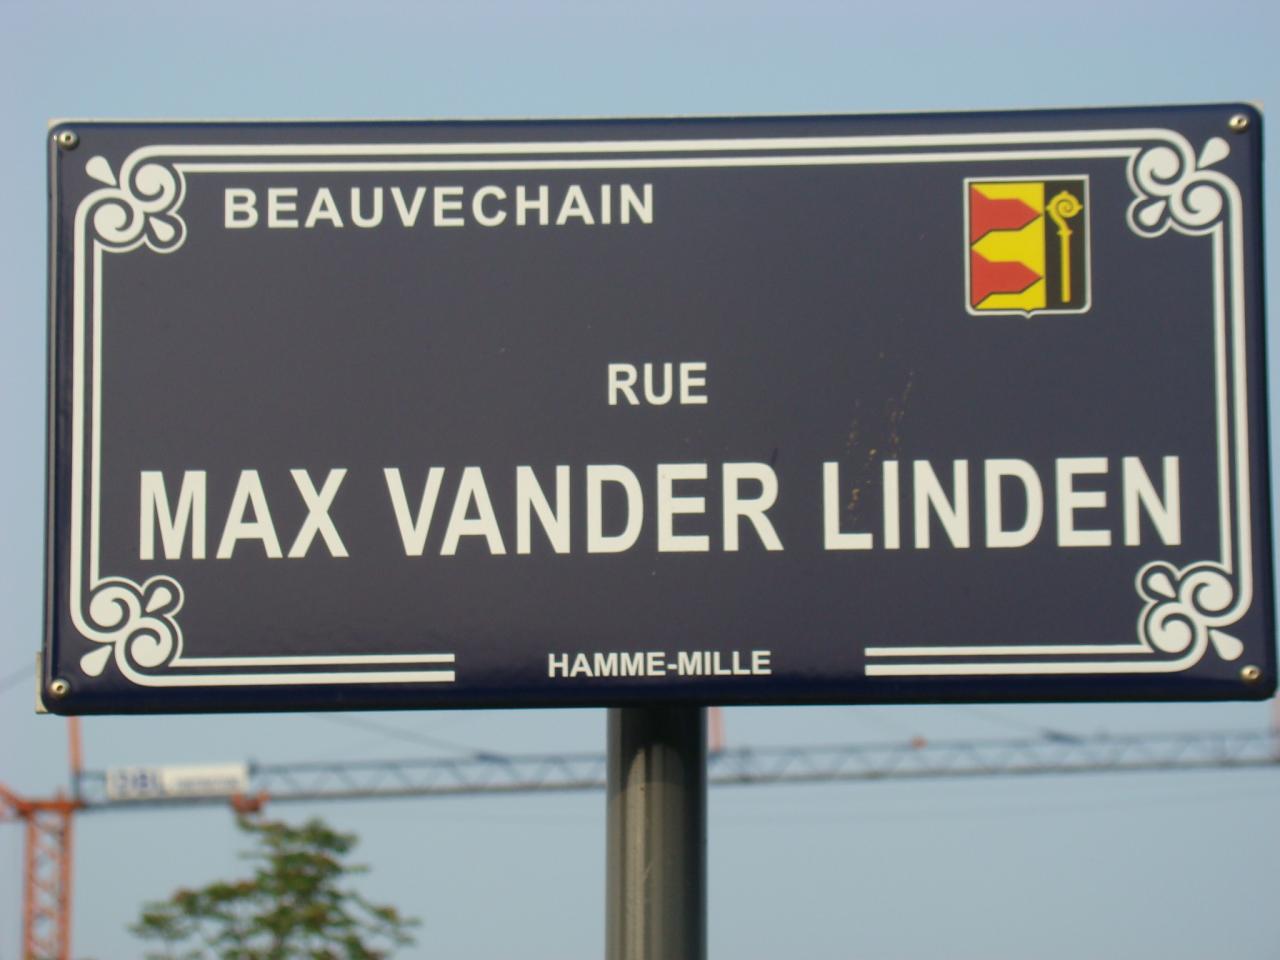 BEAUVECHAIN
RUE
MAX VANDER LINDEN
HAMME-MILLE